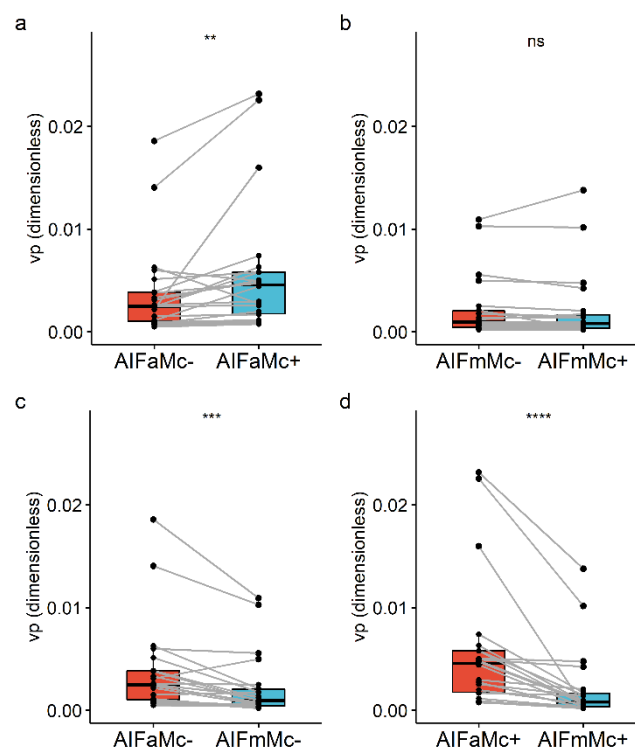 a
**
vp (dimensionless)
0.02
0.01
0.00
AIFaMc-
AIFaMc+
b
ns
vp (dimensionless)
0.02
0.01
0.00
AIFmMc-
AIFmMc+
c
***
vp (dimensionless)
0.02
0.01
0.00
AIFaMc-
AIFmMc-
d
****
vp (dimensionless)
0.02
0.01
0.00
AIFaMc+
AIFmMc+